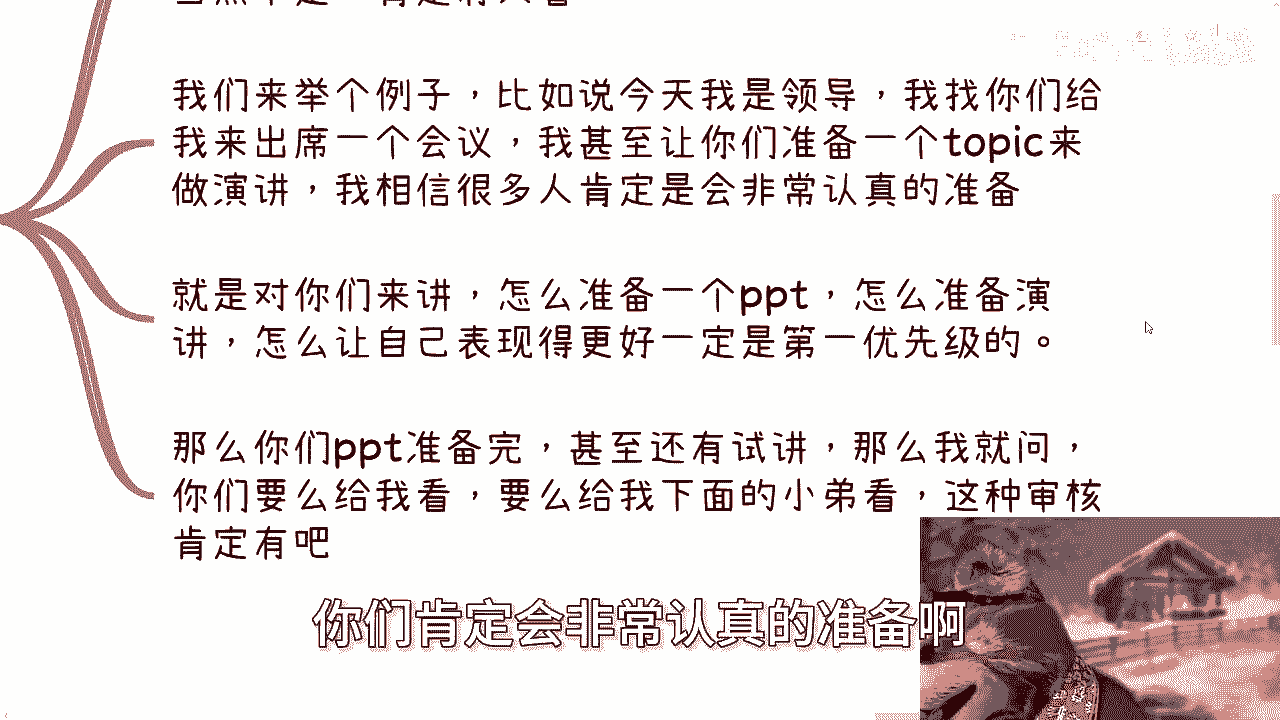 我们来举个例子，比如说今天我是领导，我找你们给
我来出席一个会议，我甚至让你们准备一个topic来
做演讲，我相信很多人肯定是会非常认真的准备
就是对你们来讲，怎么准备一个ppt，怎么准备演
讲，怎么让自己表现得更好一定是第一优先级的。
那么你们ppt准备完，甚至还有试讲，那么我就问，
你们要么给我看，要么给我下面的小弟看，这种审核
肯定有吧
你们肯定会非常认真的准备啊